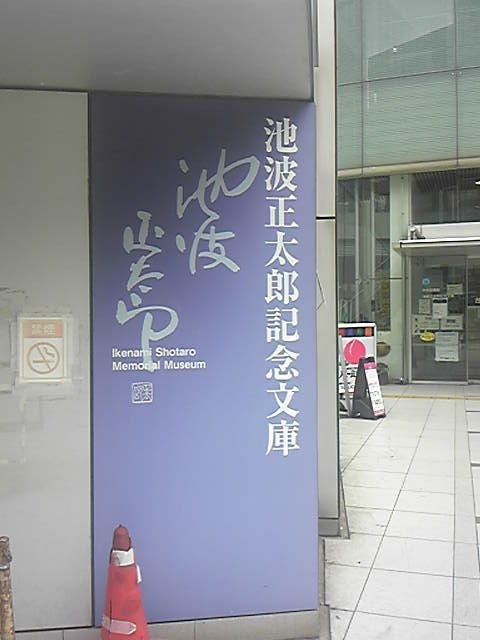 池波正太郎記念文庫
池波
正太郎
Ikenami Shotaro
Memorial Museum
禁煙